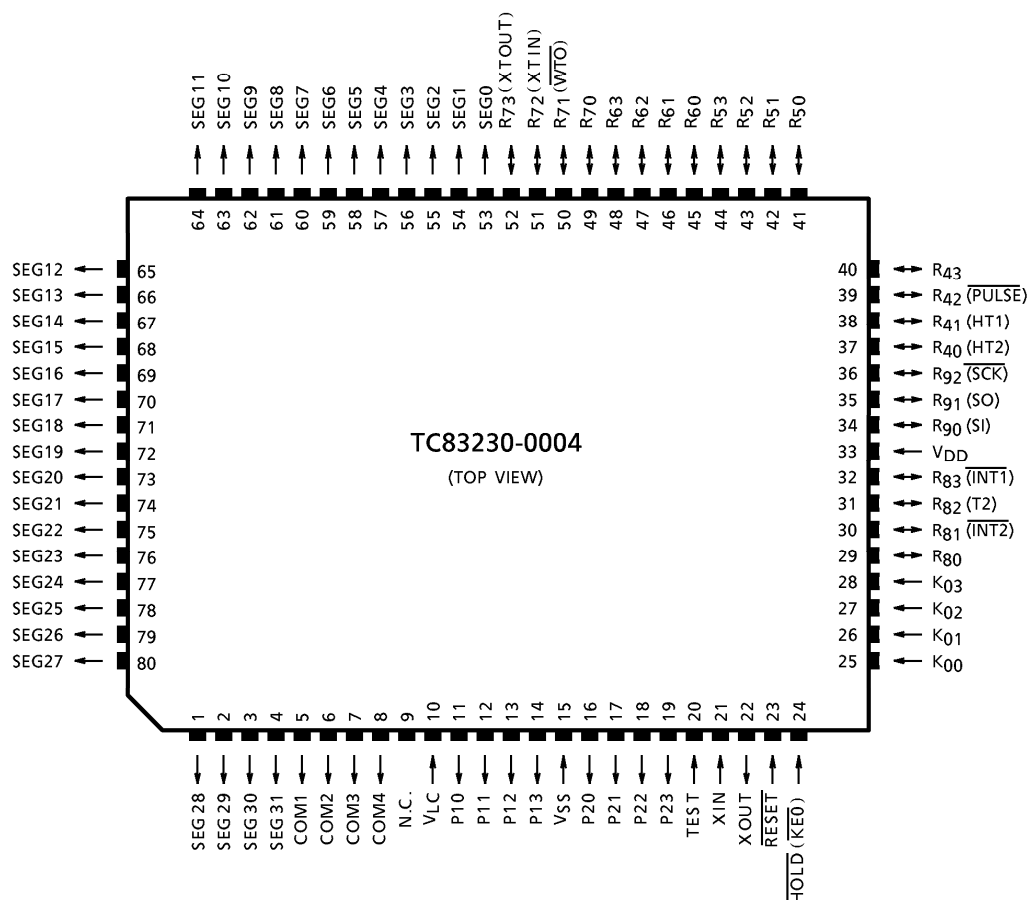 SEG11 SEG10 SEG9 SEG8 SEG7 SEG6 SEG5 SEG4 SEG3 SEG2 SEG1 SEG0 R73 (XTOUT) R72 (XTIN) R71 (WTO) R70 R63 R62 R61 R60 R53 R52 R51 R50
64 63 62 61 60 59 58 57 56 55 54 53 52 51 50 49 48 47 46 45 44 43 42 41
SEG12 65 40 R43
SEG13 66 39 R42 (PULSE)
SEG14 67 38 R41 (HT1)
SEG15 68 37 R40 (HT2)
SEG16 69 36 R92 (SCK)
SEG17 70 35 R91 (SO)
SEG18 71 34 R90 (SI)
TC83230-0004
SEG19 72 33 VDD
(TOP VIEW)
SEG20 73 32 R83 (INT1)
SEG21 74 31 R82 (T2)
SEG22 75 30 R81 (INT2)
SEG23 76 29 R80
SEG24 77 28 K03
SEG25 78 27 K02
SEG26 79 26 K01
SEG27 80 25 K00
1 2 3 4 5 6 7 8 9 10 11 12 13 14 15 16 17 18 19 20 21 22 23 24
SEG28 SEG29 SEG30 SEG31 COM1 COM2 COM3 COM4 N.C. VLC P10 P11 P12 P13 VSS P20 P21 P22 P23 TEST XIN XOUT RESET HOLD (KE0)